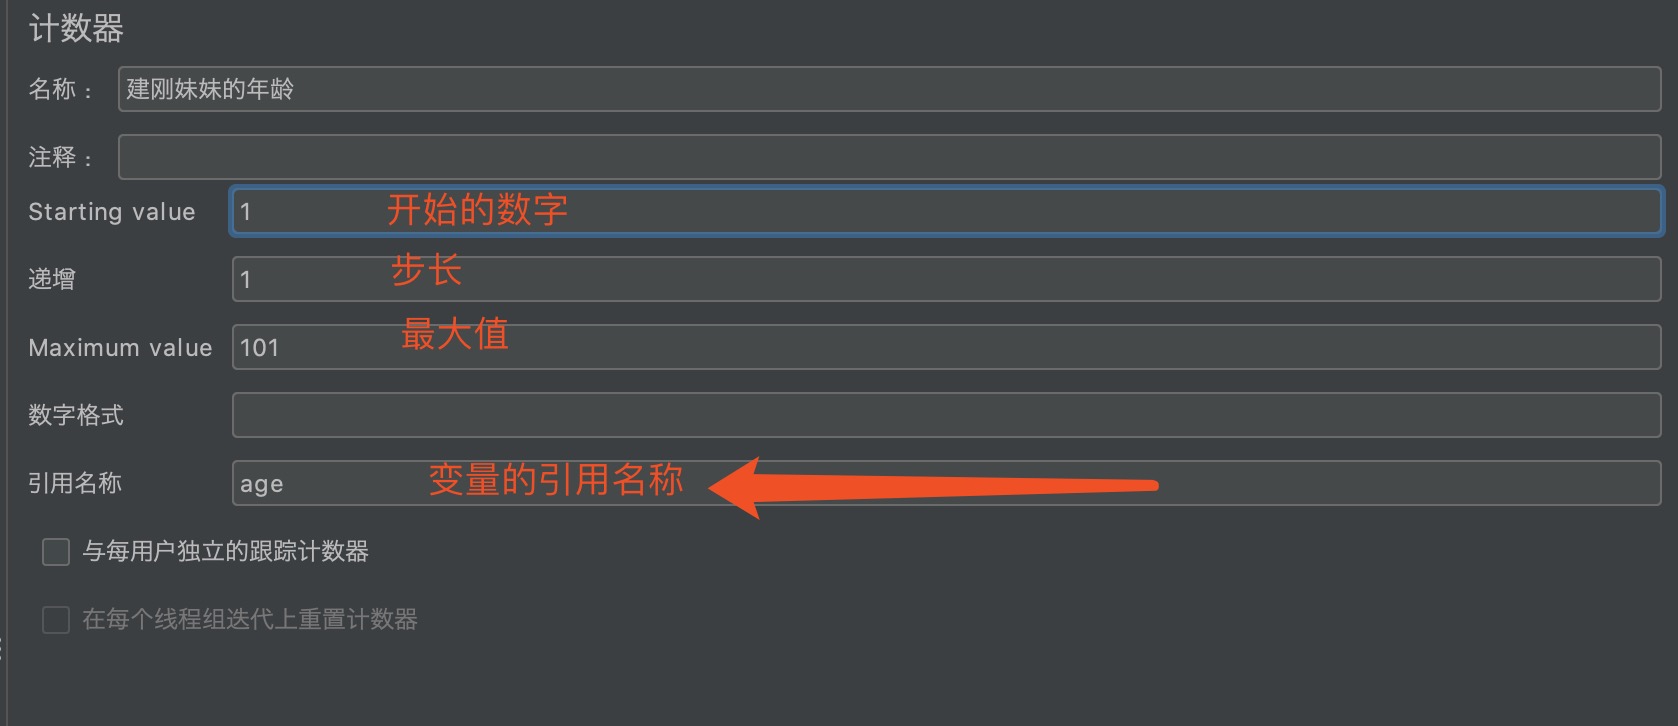 计数器
名称： 建刚妹妹的年龄
注释：
Starting value 1 开始的数字
递增 1 步长
Maximum value 101 最大值
数字格式
引用名称 age 变量的引用名称
与每用户独立的跟踪计数器
在每个线程组迭代上重置计数器